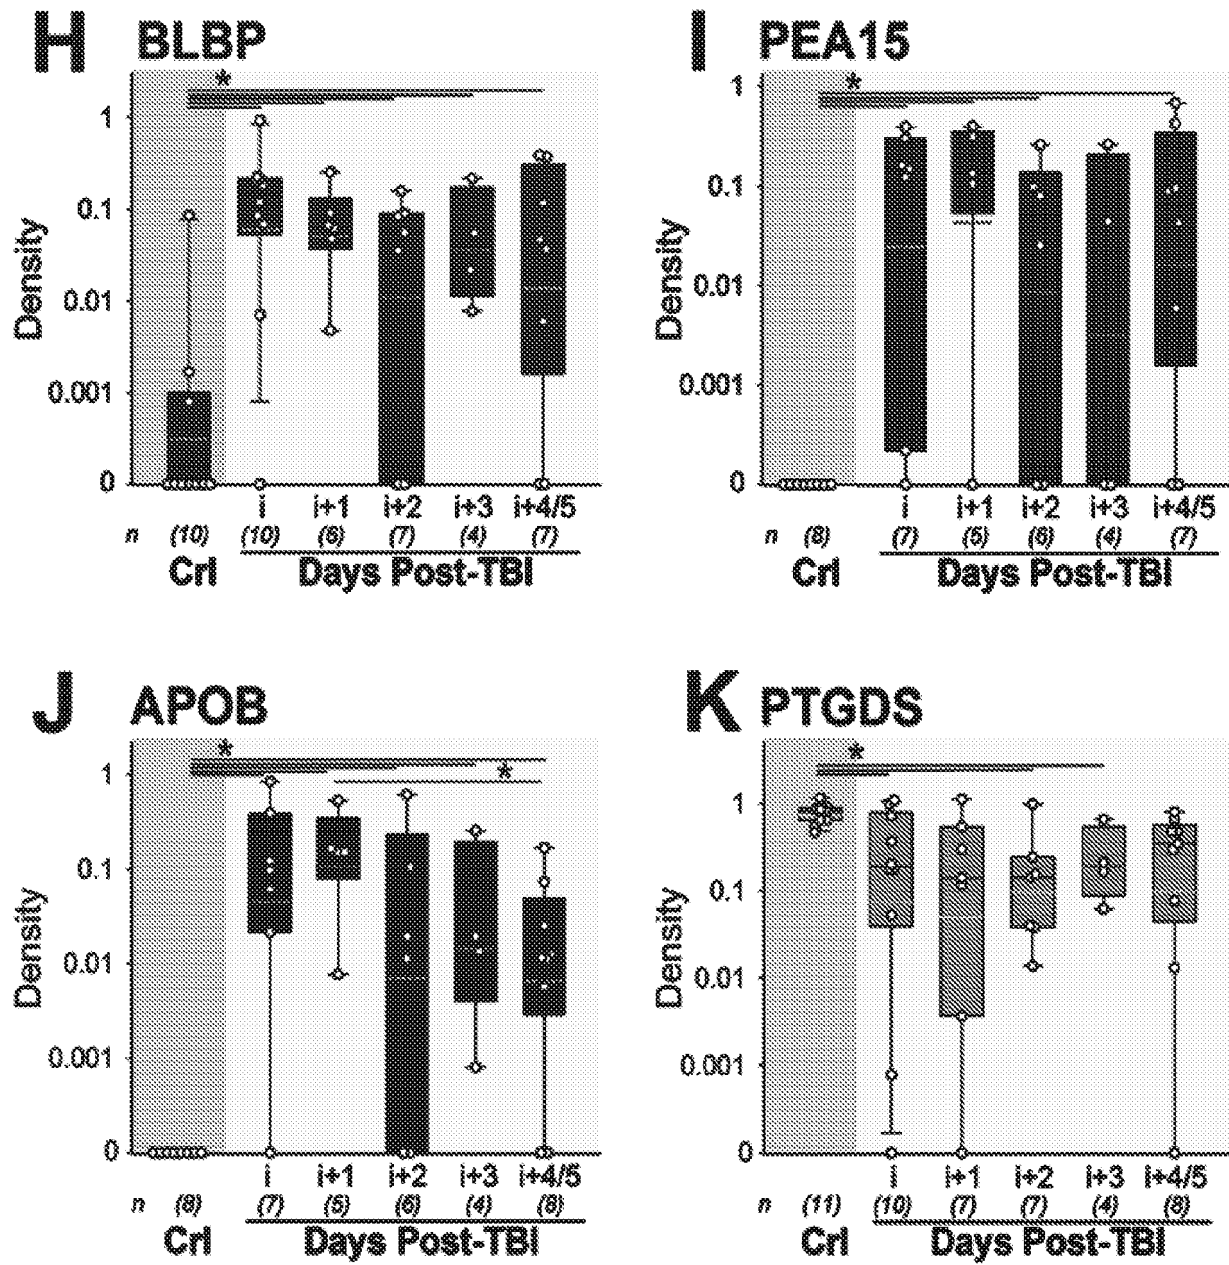 H BLBP
*
1
0.1
0.01
0.001
0
Density
i i+1 i+2 i+3 i+4/5
n (10) (10) (6) (7) (4) (7)
Crl Days Post-TBI
I PEA15
*
1
0.1
0.01
0.001
0
Density
i i+1 i+2 i+3 i+4/5
n (8) (7) (5) (6) (4) (7)
Crl Days Post-TBI
J APOB
*
*
1
0.1
0.01
0.001
0
Density
i i+1 i+2 i+3 i+4/5
n (8) (7) (5) (6) (4) (8)
Crl Days Post-TBI
K PTGDS
*
1
0.1
0.01
0.001
0
Density
i i+1 i+2 i+3 i+4/5
n (11) (10) (7) (7) (4) (8)
Crl Days Post-TBI